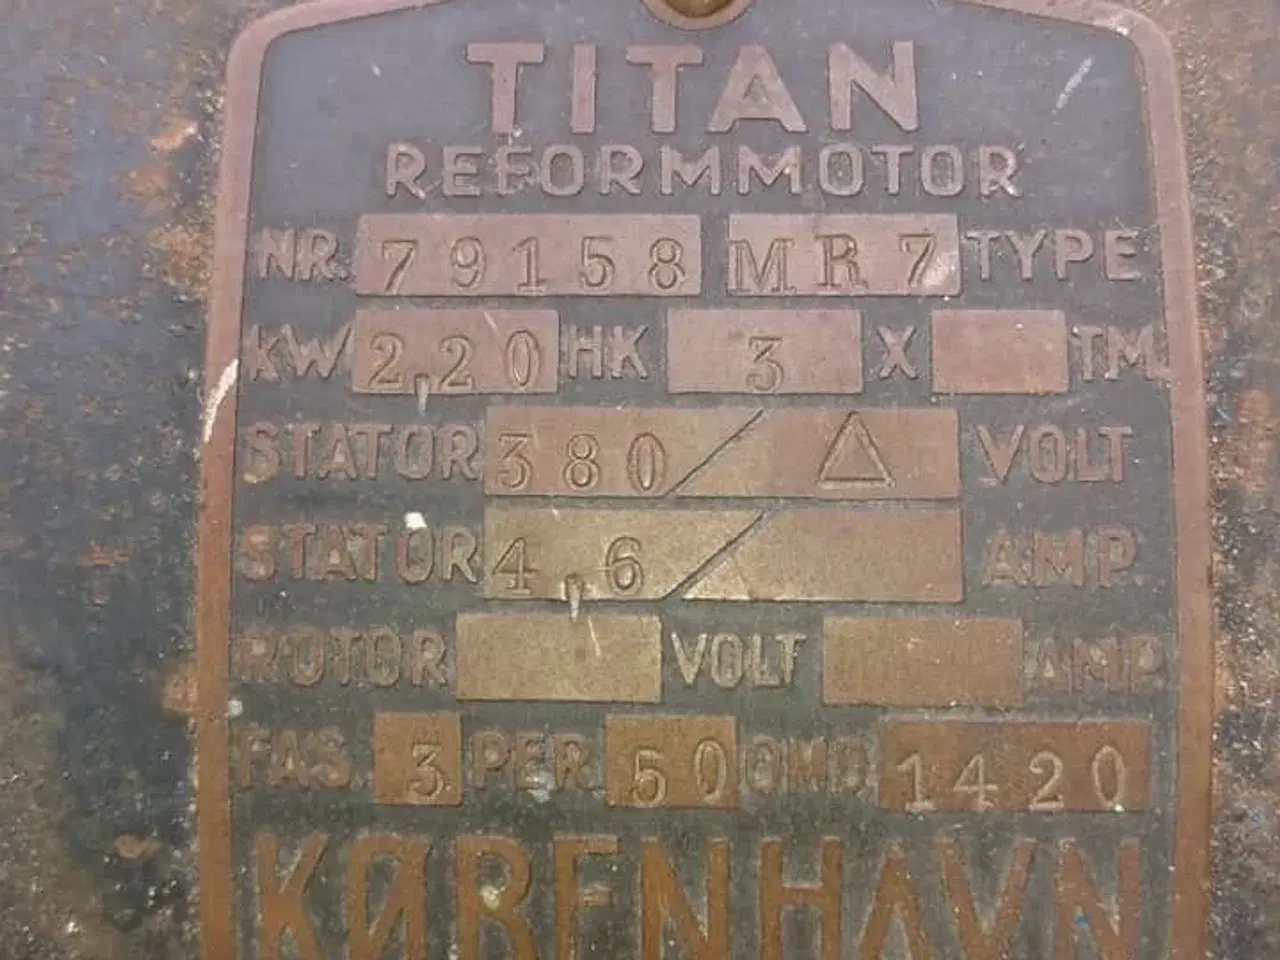 TITAN
REFORMMOTOR
NR. 79158 MR7 TYPE
KW 2,20 HK 3 X TM
STATOR 380 / △ VOLT
STATOR 4,6 / AMP.
ROTOR VOLT AMP.
FAS. 3 PER 50 OMD. 1420
KØBENHAVN